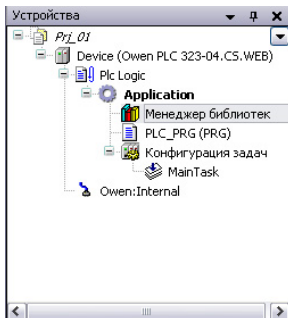 Устройства
Prj_01
Device (Owen PLC 323-04.CS.WEB)
Plc Logic
Application
Менеджер библиотек
PLC_PRG (PRG)
Конфигурация задач
MainTask
Owen:Internal